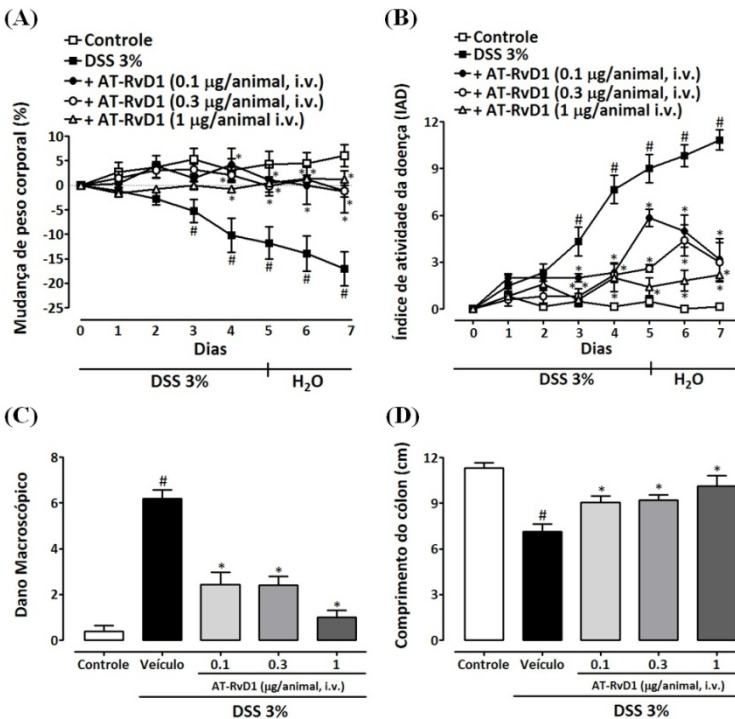 (A)
Controle
DSS 3%
+ AT-RvD1 (0.1 µg/animal, i.v.)
+ AT-RvD1 (0.3 µg/animal, i.v.)
+ AT-RvD1 (1 µg/animal i.v.)
Mudança de peso corporal (%)
10
5
0
-5
-10
-15
-20
-25
* * * * * * * * * * * *
# # # # #
0 1 2 3 4 5 6 7
Dias
DSS 3% H₂O
(B)
Controle
DSS 3%
+ AT-RvD1 (0.1 µg/animal, i.v.)
+ AT-RvD1 (0.3 µg/animal, i.v.)
+ AT-RvD1 (1 µg/animal i.v.)
Índice de atividade da doença (IAD)
12
9
6
3
0
# # # # #
* * * * * * * * * * * * * * *
0 1 2 3 4 5 6 7
Dias
DSS 3% H₂O
(C)
Dano Macroscópico
8
6
4
2
0
# * * *
Controle Veículo 0.1 0.3 1
AT-RvD1 (µg/animal, i.v.)
DSS 3%
(D)
Comprimento do cólon (cm)
12
9
6
3
0
# * * *
Controle Veículo 0.1 0.3 1
AT-RvD1 (µg/animal, i.v.)
DSS 3%